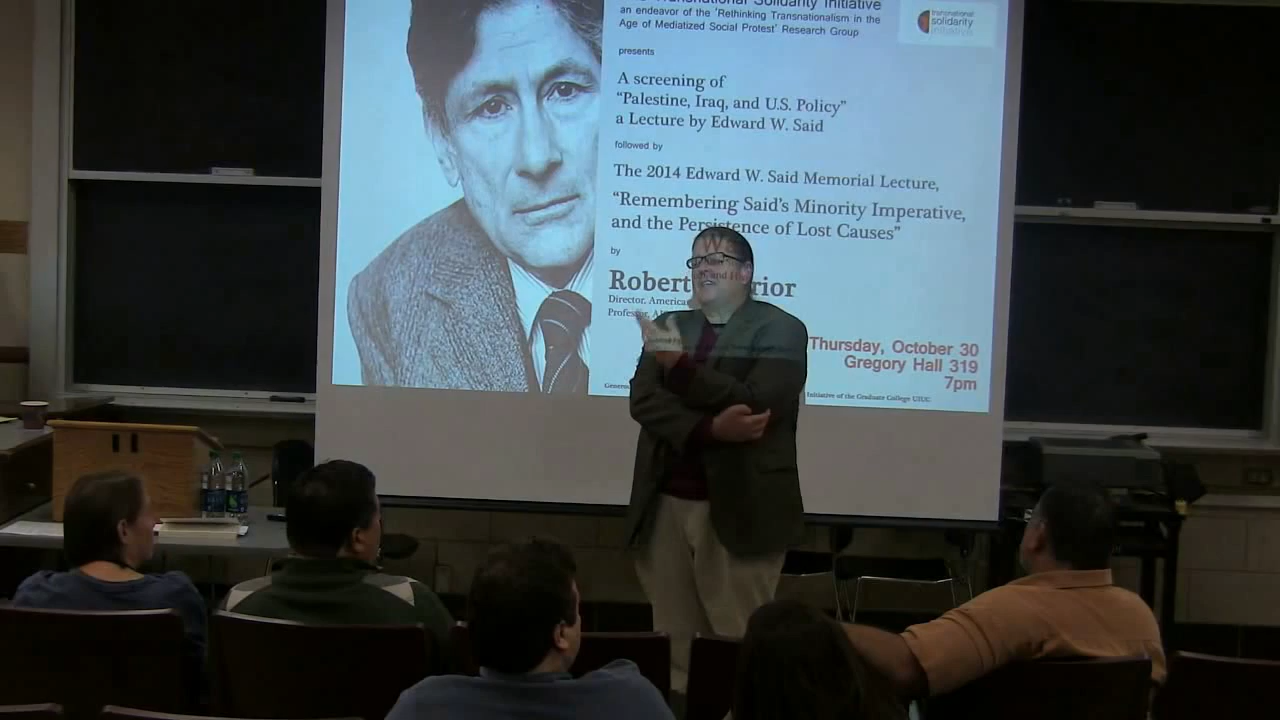 Transnational Solidarity Initiative
an endeavor of the 'Rethinking Transnationalism in the
Age of Mediatized Social Protest' Research Group
transnational
solidarity
initiative
presents
A screening of
"Palestine, Iraq, and U.S. Policy"
a Lecture by Edward W. Said
followed by
The 2014 Edward W. Said Memorial Lecture,
"Remembering Said's Minority Imperative,
and the Persistence of Lost Causes"
by
Robert rior
Director, America
Professor,
Thursday, October 30
Gregory Hall 319
7pm
Initiative of the Graduate College UIUC